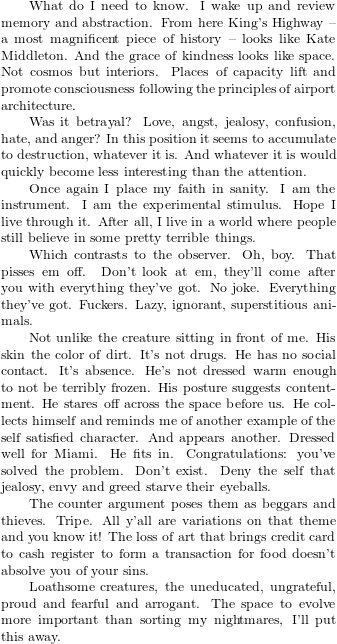 What do I need to know. I wake up and review
memory and abstraction. From here King's Highway –
a most magnificent piece of history – looks like Kate
Middleton. And the grace of kindness looks like space.
Not cosmos but interiors. Places of capacity lift and
promote consciousness following the principles of airport
architecture.
Was it betrayal? Love, angst, jealousy, confusion,
hate, and anger? In this position it seems to accumulate
to destruction, whatever it is. And whatever it is would
quickly become less interesting than the attention.
Once again I place my faith in sanity. I am the
instrument. I am the experimental stimulus. Hope I
live through it. After all, I live in a world where people
still believe in some pretty terrible things.
Which contrasts to the observer. Oh, boy. That
pisses em off. Don't look at em, they'll come after
you with everything they've got. No joke. Everything
they've got. Fuckers. Lazy, ignorant, superstitious ani-
mals.
Not unlike the creature sitting in front of me. His
skin the color of dirt. It's not drugs. He has no social
contact. It's absence. He's not dressed warm enough
to not be terribly frozen. His posture suggests content-
ment. He stares off across the space before us. He col-
lects himself and reminds me of another example of the
self satisfied character. And appears another. Dressed
well for Miami. He fits in. Congratulations: you've
solved the problem. Don't exist. Deny the self that
jealousy, envy and greed starve their eyeballs.
The counter argument poses them as beggars and
thieves. Tripe. All y'all are variations on that theme
and you know it! The loss of art that brings credit card
to cash register to form a transaction for food doesn't
absolve you of your sins.
Loathsome creatures, the uneducated, ungrateful,
proud and fearful and arrogant. The space to evolve
more important than sorting my nightmares, I'll put
this away.